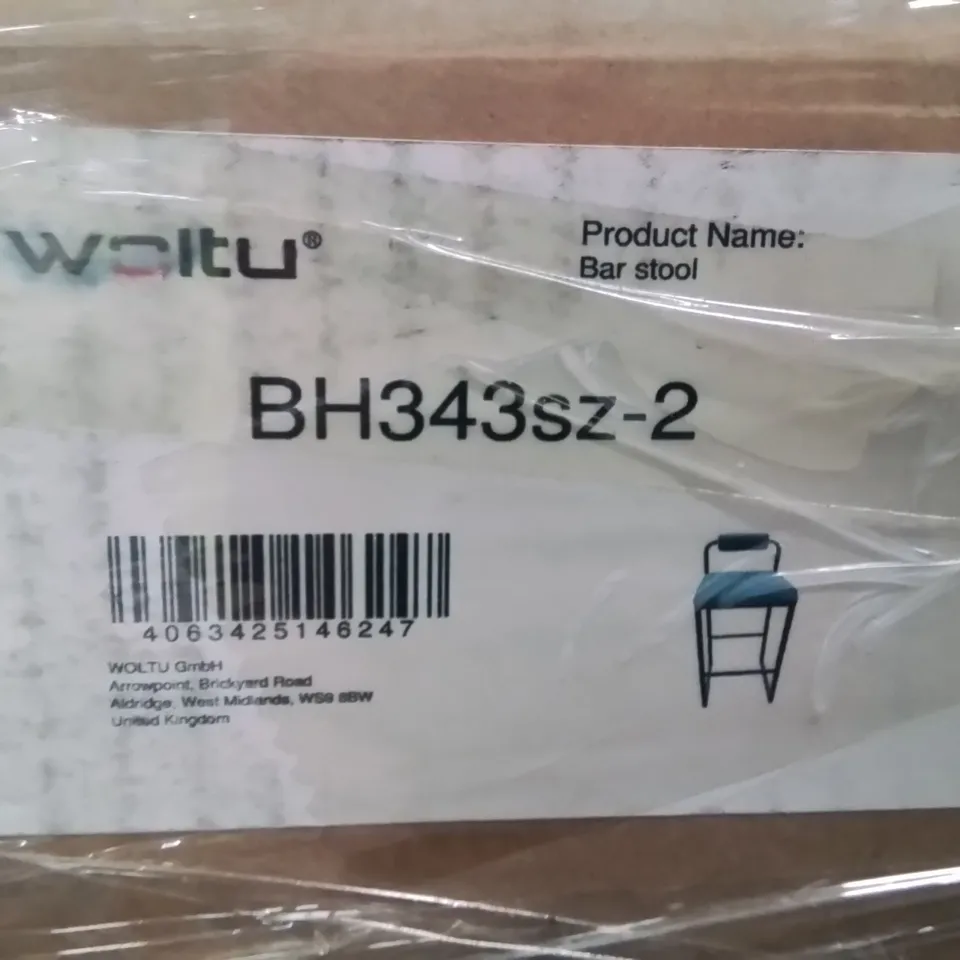 woltu®
Product Name:
Bar stool
BH343sz-2
4063425146247
WOLTU GmbH
Arrowpoint, Brickyard Road
Aldridge, West Midlands, WS9 8BW
United Kingdom